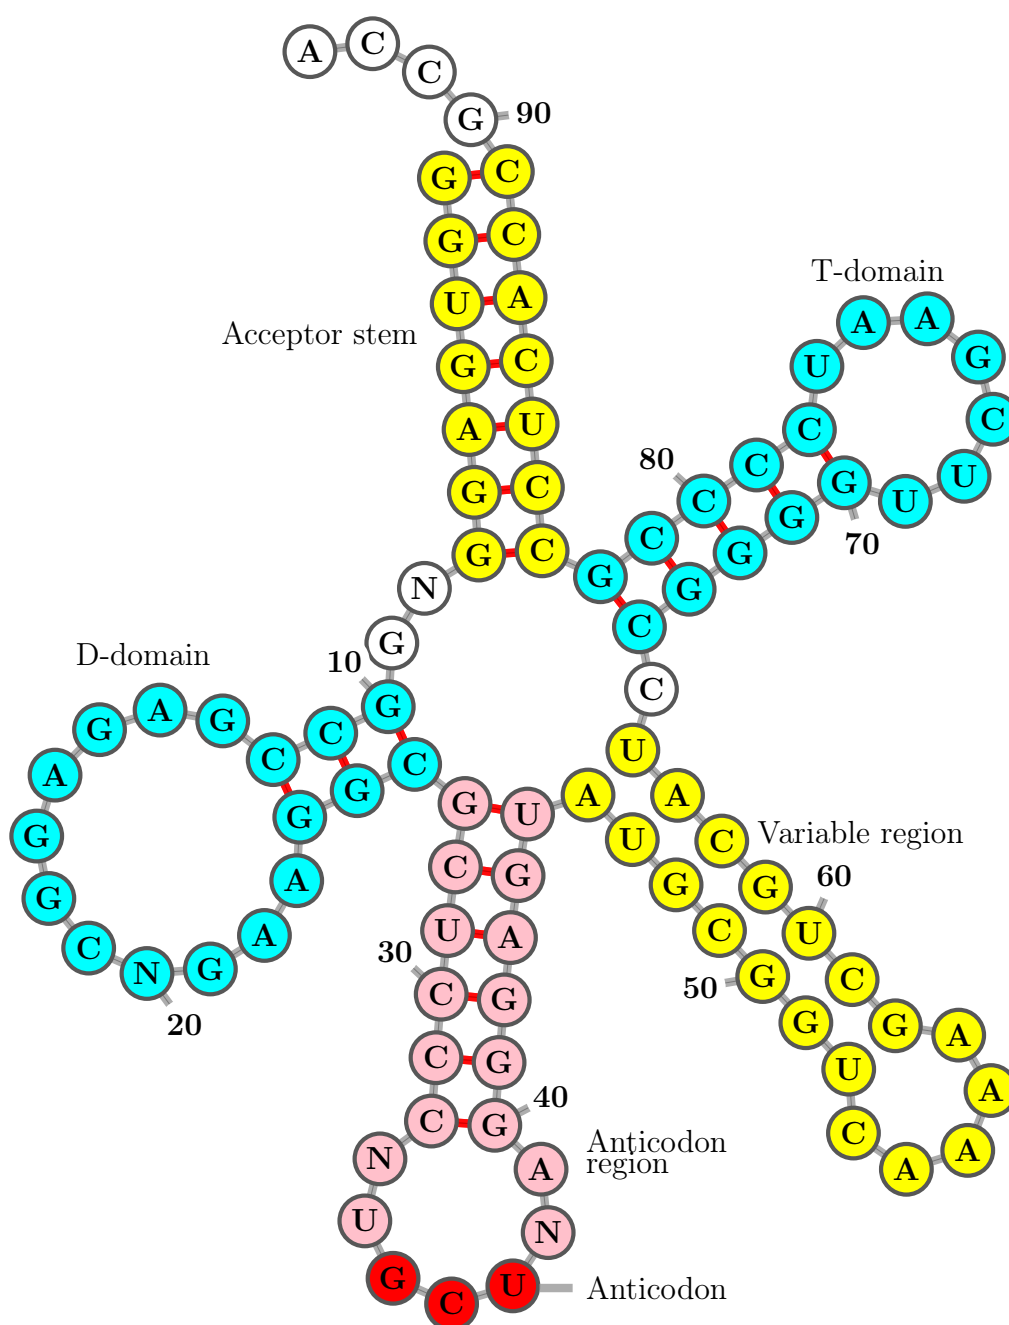 A C C
G 90
G C
G C
T-domain
U A
A A
Acceptor stem
G C U G
A U C C
80 C
G C C G U U
G
G C C G 70
N G G
G C
D-domain 10
C
A G G
G C U
A C C
G G A A
G U
G U C Variable region
A C G G G 60
G
C A U A C U
30
N G C G 50 G C
20 G G A
C G U A
40
C G C
Anticodon
N A region A A
U N
G U Anticodon
C